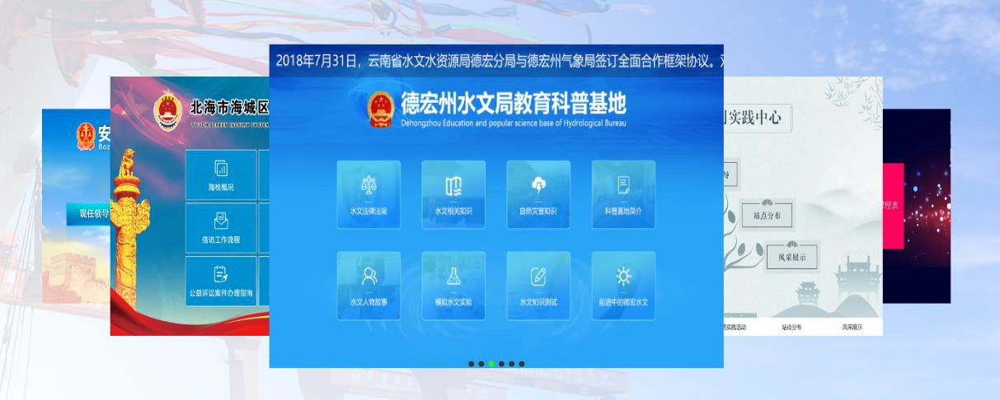 2018年7月31日，云南省水文水资源局德宏分局与德宏州气象局签订全面合作框架协议。
德宏州水文局教育科普基地
Dehongzhou Education and popular science base of Hydrological Bureau
水文法律法规
水文相关知识
自然灾害知识
科普基地简介
水文人物故事
模拟水文实验
水文知识测试
前进中的德宏水文
北海市海城区
TOUCH SCREEN INQUIRY SYSTEM
海检概况
信访工作流程
公益诉讼案件办理指南
安
Boz
现任领导
实践中心
站点分布
风采展示
实践活动
站点分布
风采展示
程表